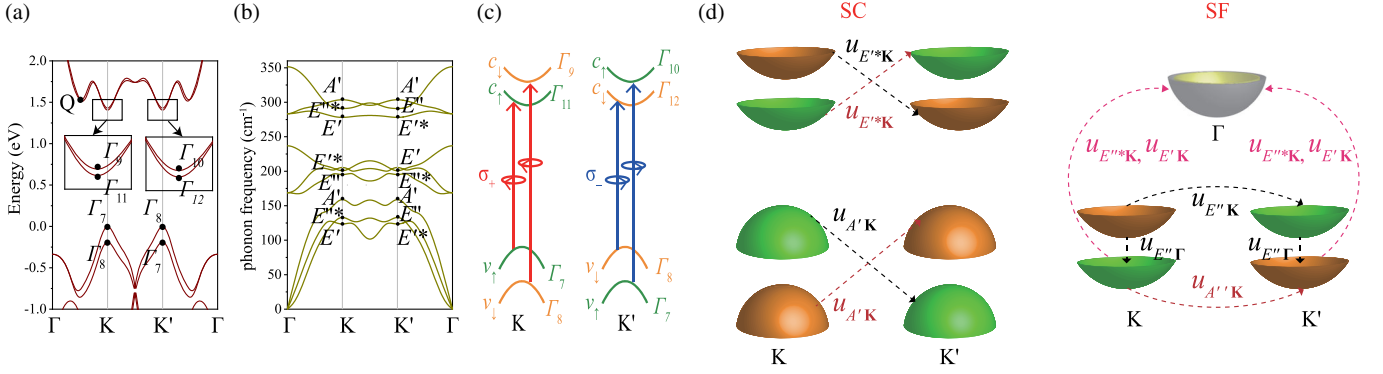 (a)
2.0
1.5
1.0
0.5
0.0
-0.5
-1.0
Energy (eV)
Q
Γ9
Γ11
Γ10
Γ12
Γ7
Γ8
Γ8
Γ7
Γ K K' Γ
(b)
350
300
250
200
150
100
50
0
phonon frequency (cm⁻¹)
A' A'
E''* E''
E' E'*
E'* E'
E'' E''*
A' A'
E''* E''
E' E'*
Γ K K' Γ
(c)
c↓ Γ9 c↑ Γ10
c↑ Γ11 c↓ Γ12
σ+ σ−
v↑ Γ7 v↓ Γ8
v↓ Γ8 v↑ Γ7
K K'
(d)
SC
uE'*K
uE'*K
uA'K
uA'K
K K'
SF
Γ
uE''*K, uE'K uE''*K, uE'K
uE''K
uE''Γ uE''Γ
uA''K
K K'